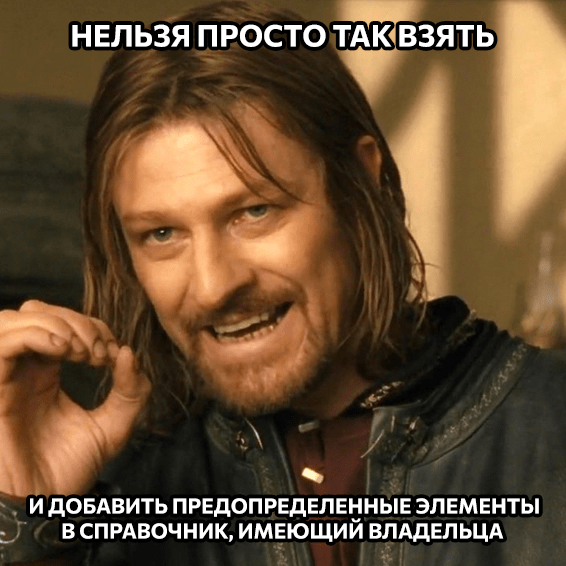 НЕЛЬЗЯ ПРОСТО ТАК ВЗЯТЬ
И ДОБАВИТЬ ПРЕДОПРЕДЕЛЕННЫЕ ЭЛЕМЕНТЫ
В СПРАВОЧНИК, ИМЕЮЩИЙ ВЛАДЕЛЬЦА